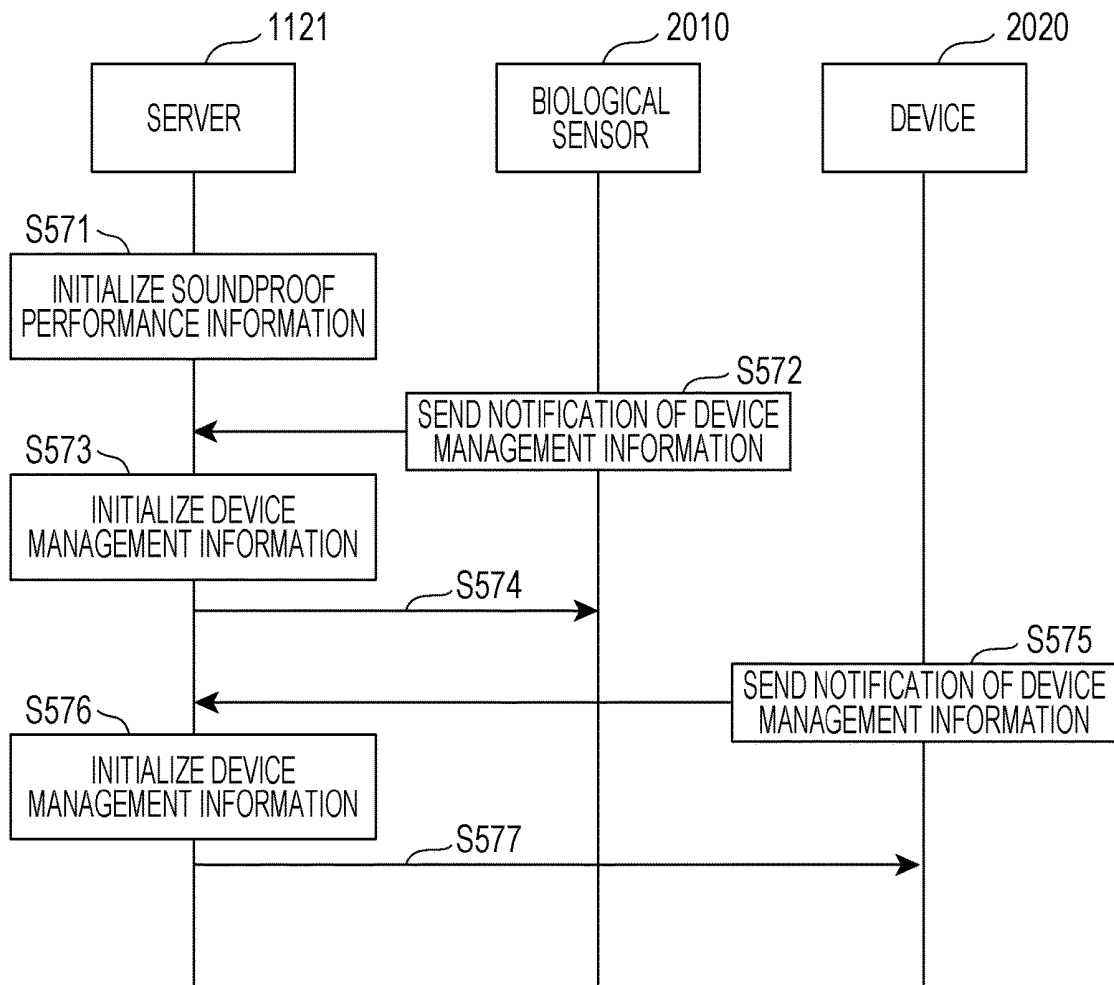 1121
2010
2020
SERVER
BIOLOGICAL
SENSOR
DEVICE
S571
INITIALIZE SOUNDPROOF
PERFORMANCE INFORMATION
S572
SEND NOTIFICATION OF DEVICE
MANAGEMENT INFORMATION
S573
INITIALIZE DEVICE
MANAGEMENT INFORMATION
S574
S575
SEND NOTIFICATION OF DEVICE
MANAGEMENT INFORMATION
S576
INITIALIZE DEVICE
MANAGEMENT INFORMATION
S577